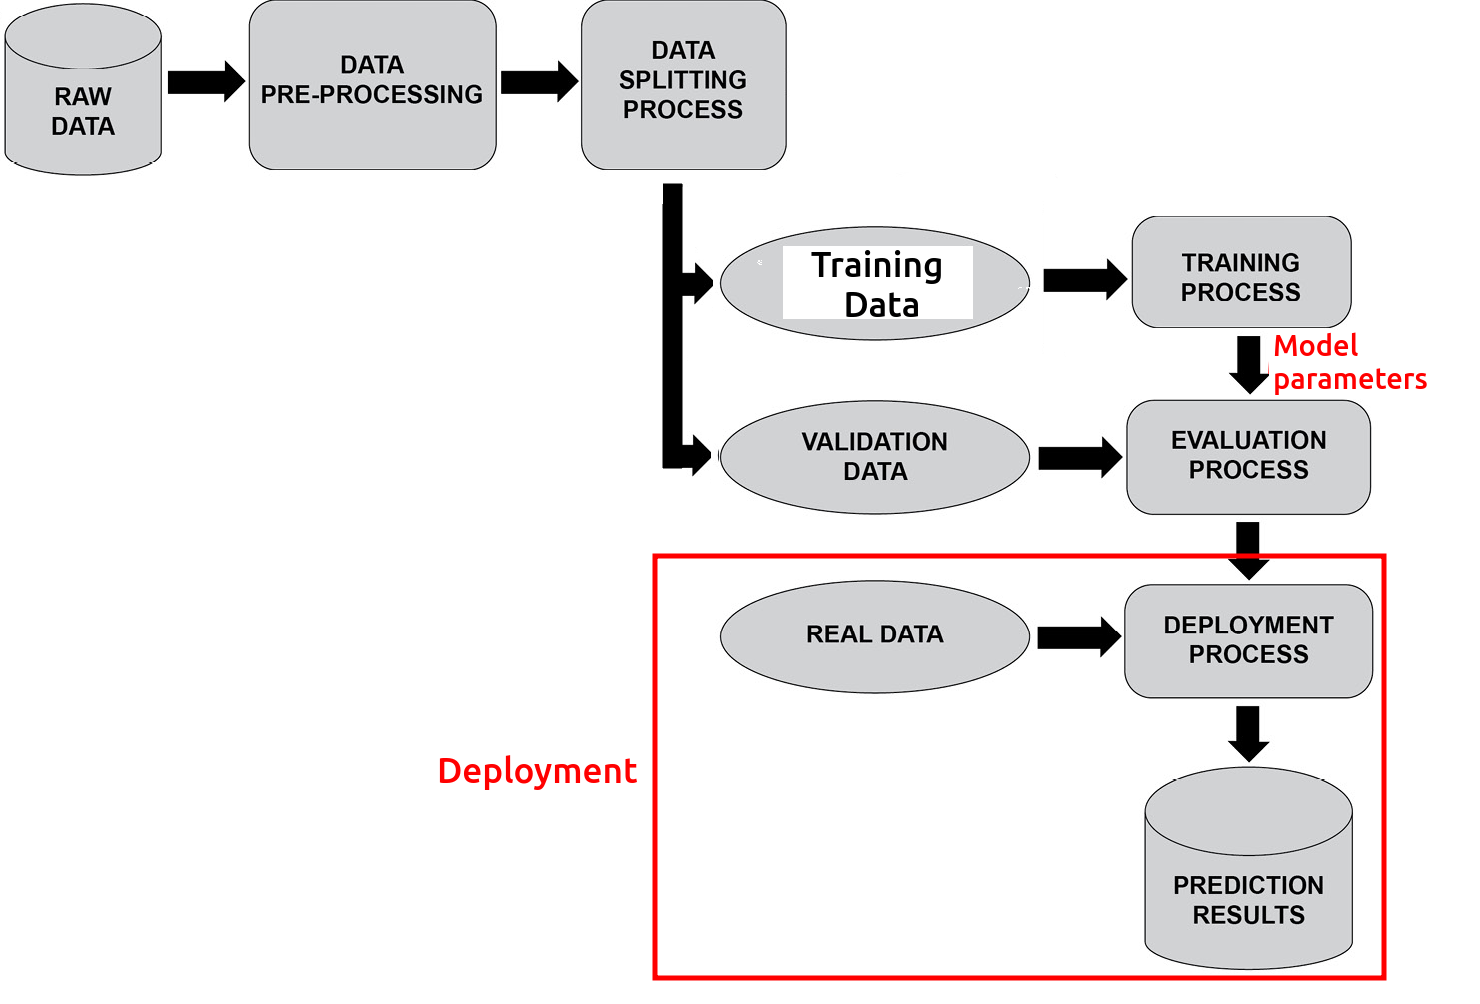 RAW
DATA
DATA
PRE-PROCESSING
DATA
SPLITTING
PROCESS
Training
Data
TRAINING
PROCESS
Model
parameters
VALIDATION
DATA
EVALUATION
PROCESS
REAL DATA
DEPLOYMENT
PROCESS
Deployment
PREDICTION
RESULTS